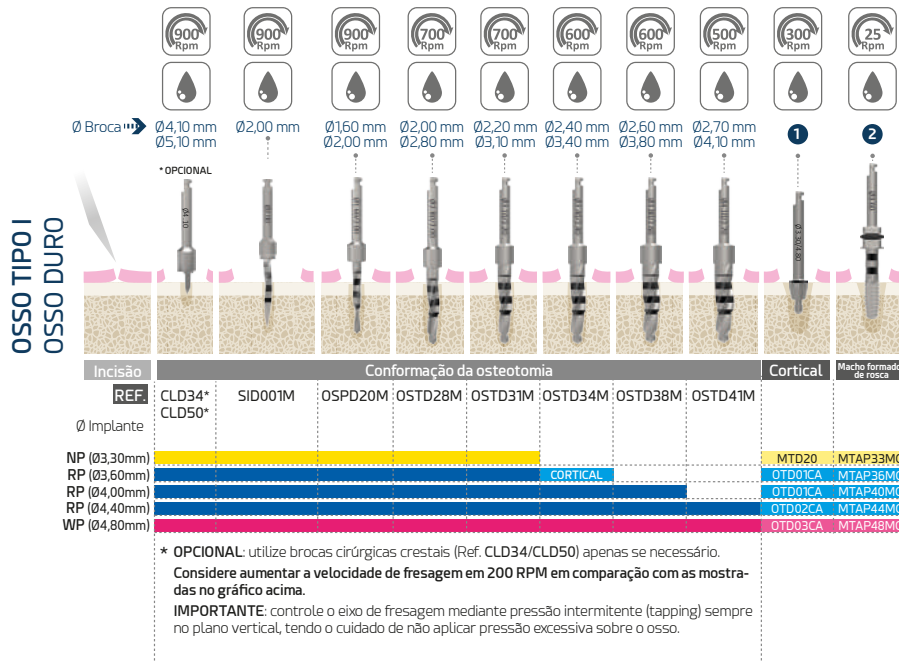 900 Rpm
900 Rpm
900 Rpm
700 Rpm
700 Rpm
600 Rpm
600 Rpm
500 Rpm
300 Rpm
25 Rpm
Ø Broca
Ø4,10 mm
Ø5,10 mm
Ø2,00 mm
Ø1,60 mm
Ø2,00 mm
Ø2,00 mm
Ø2,80 mm
Ø2,20 mm
Ø3,10 mm
Ø2,40 mm
Ø3,40 mm
Ø2,60 mm
Ø3,80 mm
Ø2,70 mm
Ø4,10 mm
1
2
* OPCIONAL
OSSO TIPO I
OSSO DURO
Incisão
Conformação da osteotomia
Cortical
Macho formado
de rosca
REF.
CLD34*
CLD50*
SID001M
OSPD20M
OSTD28M
OSTD31M
OSTD34M
OSTD38M
OSTD41M
Ø Implante
NP (Ø3,30mm)
MTD20
MTAP33MC
RP (Ø3,60mm)
CORTICAL
OTD01CA
MTAP36MC
RP (Ø4,00mm)
OTD01CA
MTAP40MC
RP (Ø4,40mm)
OTD02CA
MTAP44MC
WP (Ø4,80mm)
OTD03CA
MTAP48MC
* OPCIONAL: utilize brocas cirúrgicas crestais (Ref. CLD34/CLD50) apenas se necessário.
Considere aumentar a velocidade de fresagem em 200 RPM em comparação com as mostra-
das no gráfico acima.
IMPORTANTE: controle o eixo de fresagem mediante pressão intermitente (tapping) sempre
no plano vertical, tendo o cuidado de não aplicar pressão excessiva sobre o osso.